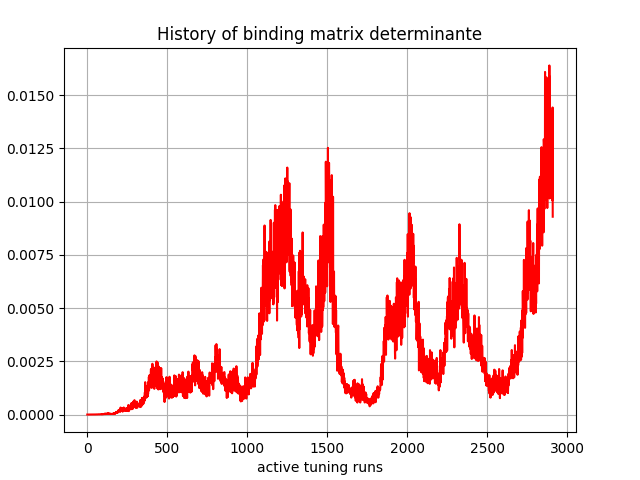 History of binding matrix determinante
0.0150
0.0125
0.0100
0.0075
0.0050
0.0025
0.0000
0 500 1000 1500 2000 2500 3000
active tuning runs